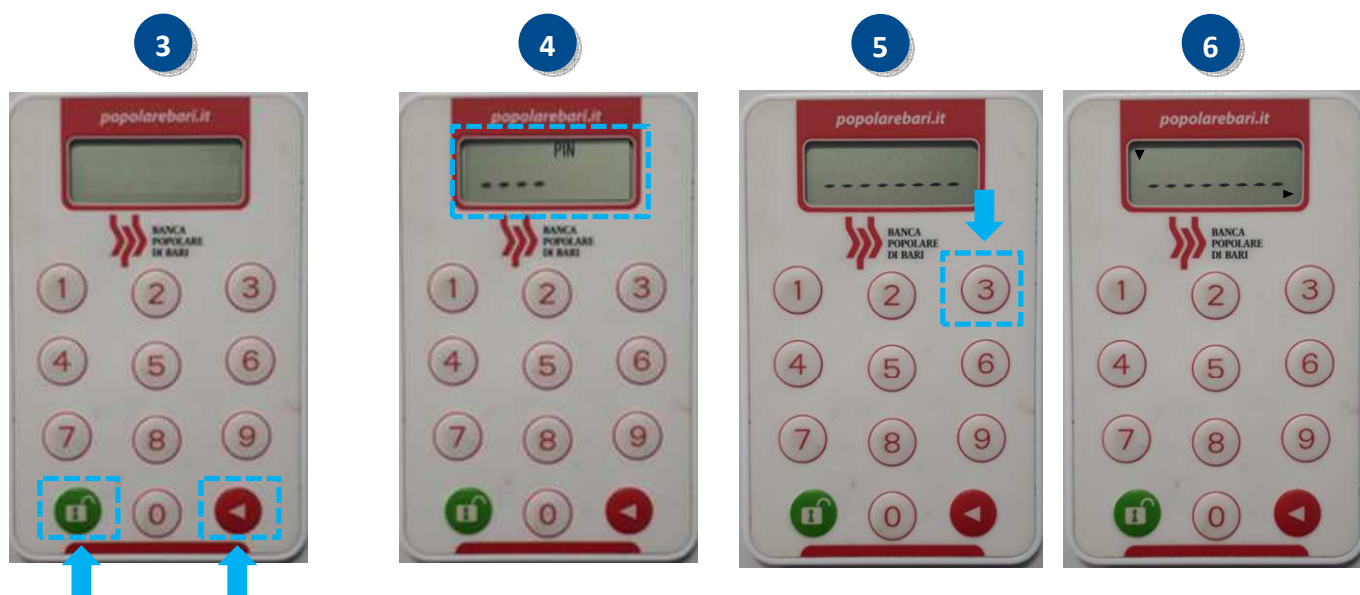 3
4
5
6
popolarebari.it
BANCA
POPOLARE
DI BARI
1 2 3
4 5 6
7 8 9
0
popolarebari.it
PIN
- - - -
BANCA
POPOLARE
DI BARI
1 2 3
4 5 6
7 8 9
0
popolarebari.it
- - - - - - - - -
BANCA
POPOLARE
DI BARI
1 2 3
4 5 6
7 8 9
0
popolarebari.it
- - - - - - - - -
BANCA
POPOLARE
DI BARI
1 2 3
4 5 6
7 8 9
0